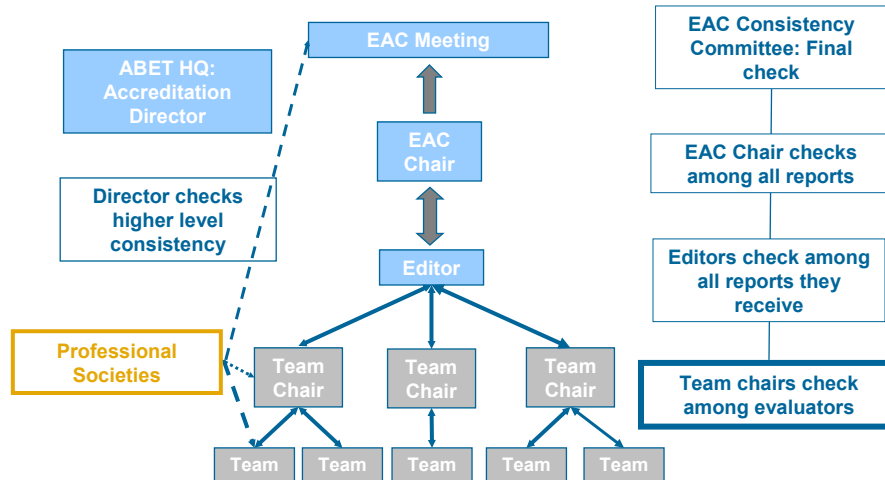 EAC Meeting
ABET HQ:
Accreditation
Director
EAC
Chair
Director checks
higher level
consistency
Editor
Professional
Societies
Team
Chair
Team
Chair
Team
Chair
Team
Team
Team
Team
Team
EAC Consistency
Committee: Final
check
EAC Chair checks
among all reports
Editors check among
all reports they
receive
Team chairs check
among evaluators